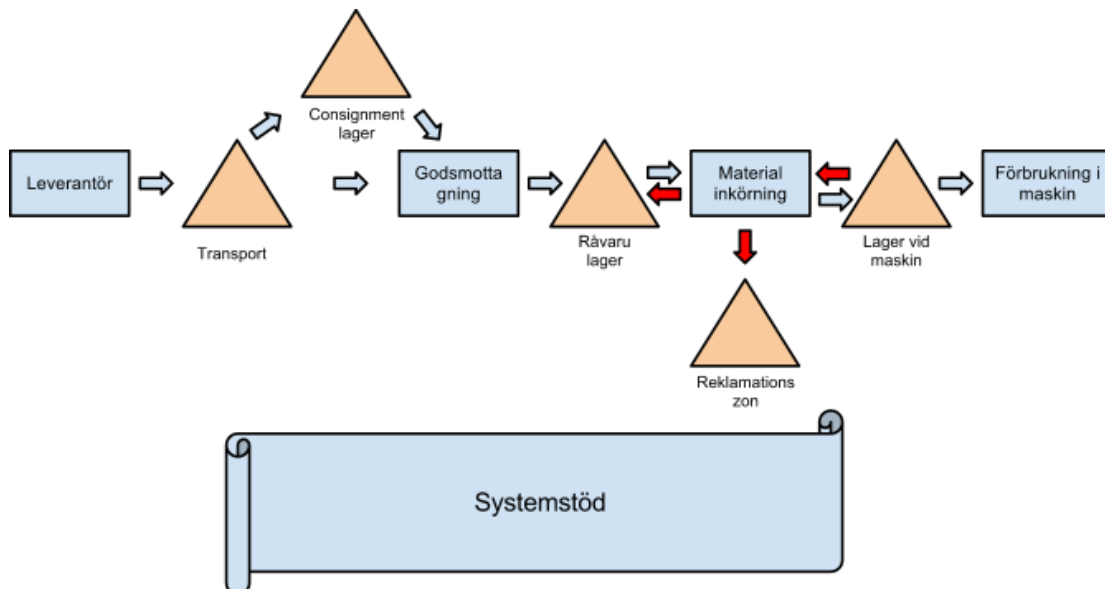 Consignment
lager
Leverantör
Transport
Godsmotta
gning
Råvaru
lager
Material
inkörning
Lager vid
maskin
Förbrukning i
maskin
Reklamations
zon
Systemstöd